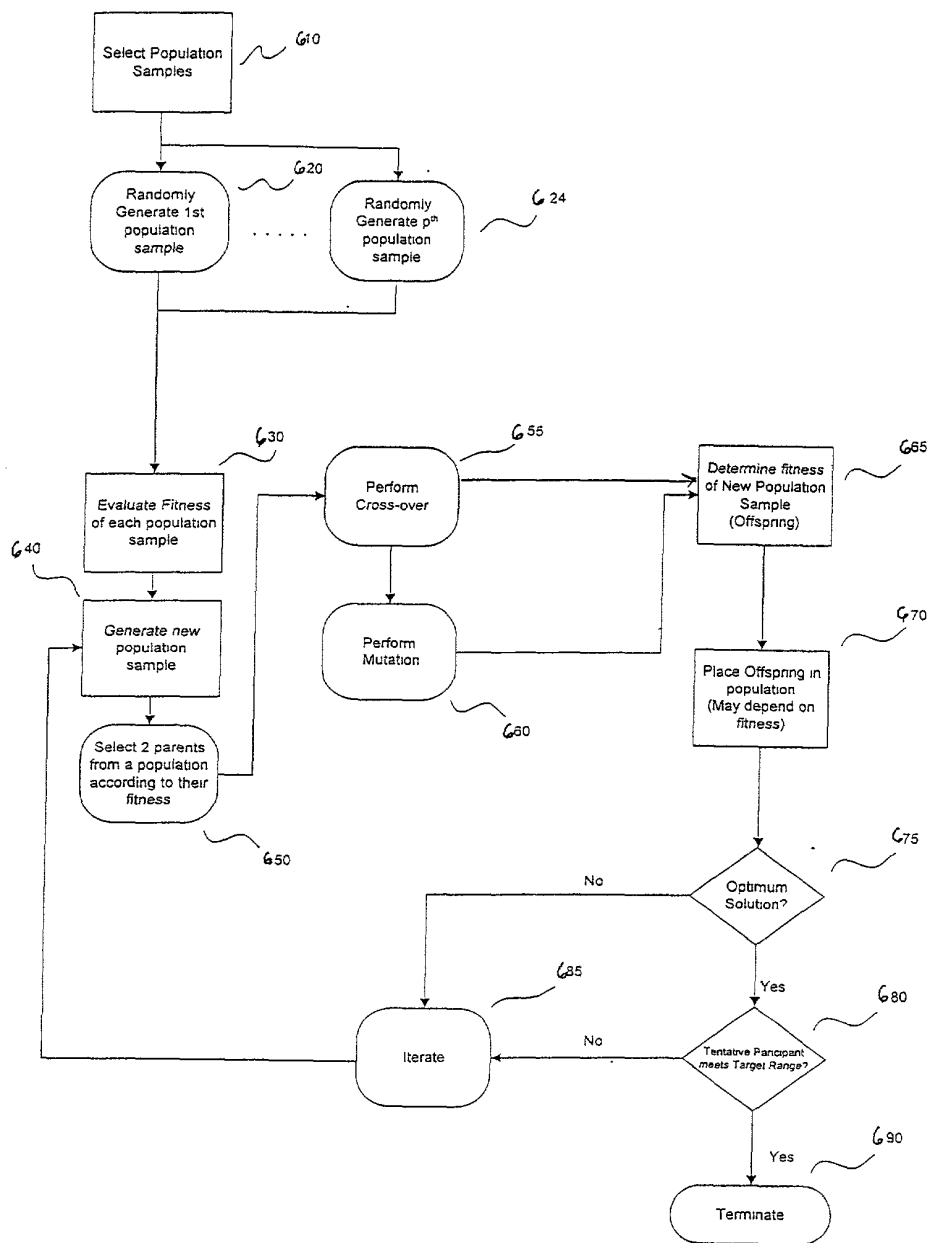 Select Population
Samples
610
Randomly
Generate 1st
population
sample
620
. . . . .
Randomly
Generate pth
population
sample
624
630
Evaluate Fitness
of each population
sample
640
Generate new
population
sample
Select 2 parents
from a population
according to their
fitness
650
655
Perform
Cross-over
Perform
Mutation
660
Determine fitness
of New Population
Sample
(Offspring)
665
670
Place Offspring in
population
(May depend on
fitness)
675
Optimum
Solution?
No
Yes
680
Tentative Paricipant
meets Target Range?
No
685
Iterate
Yes
690
Terminate